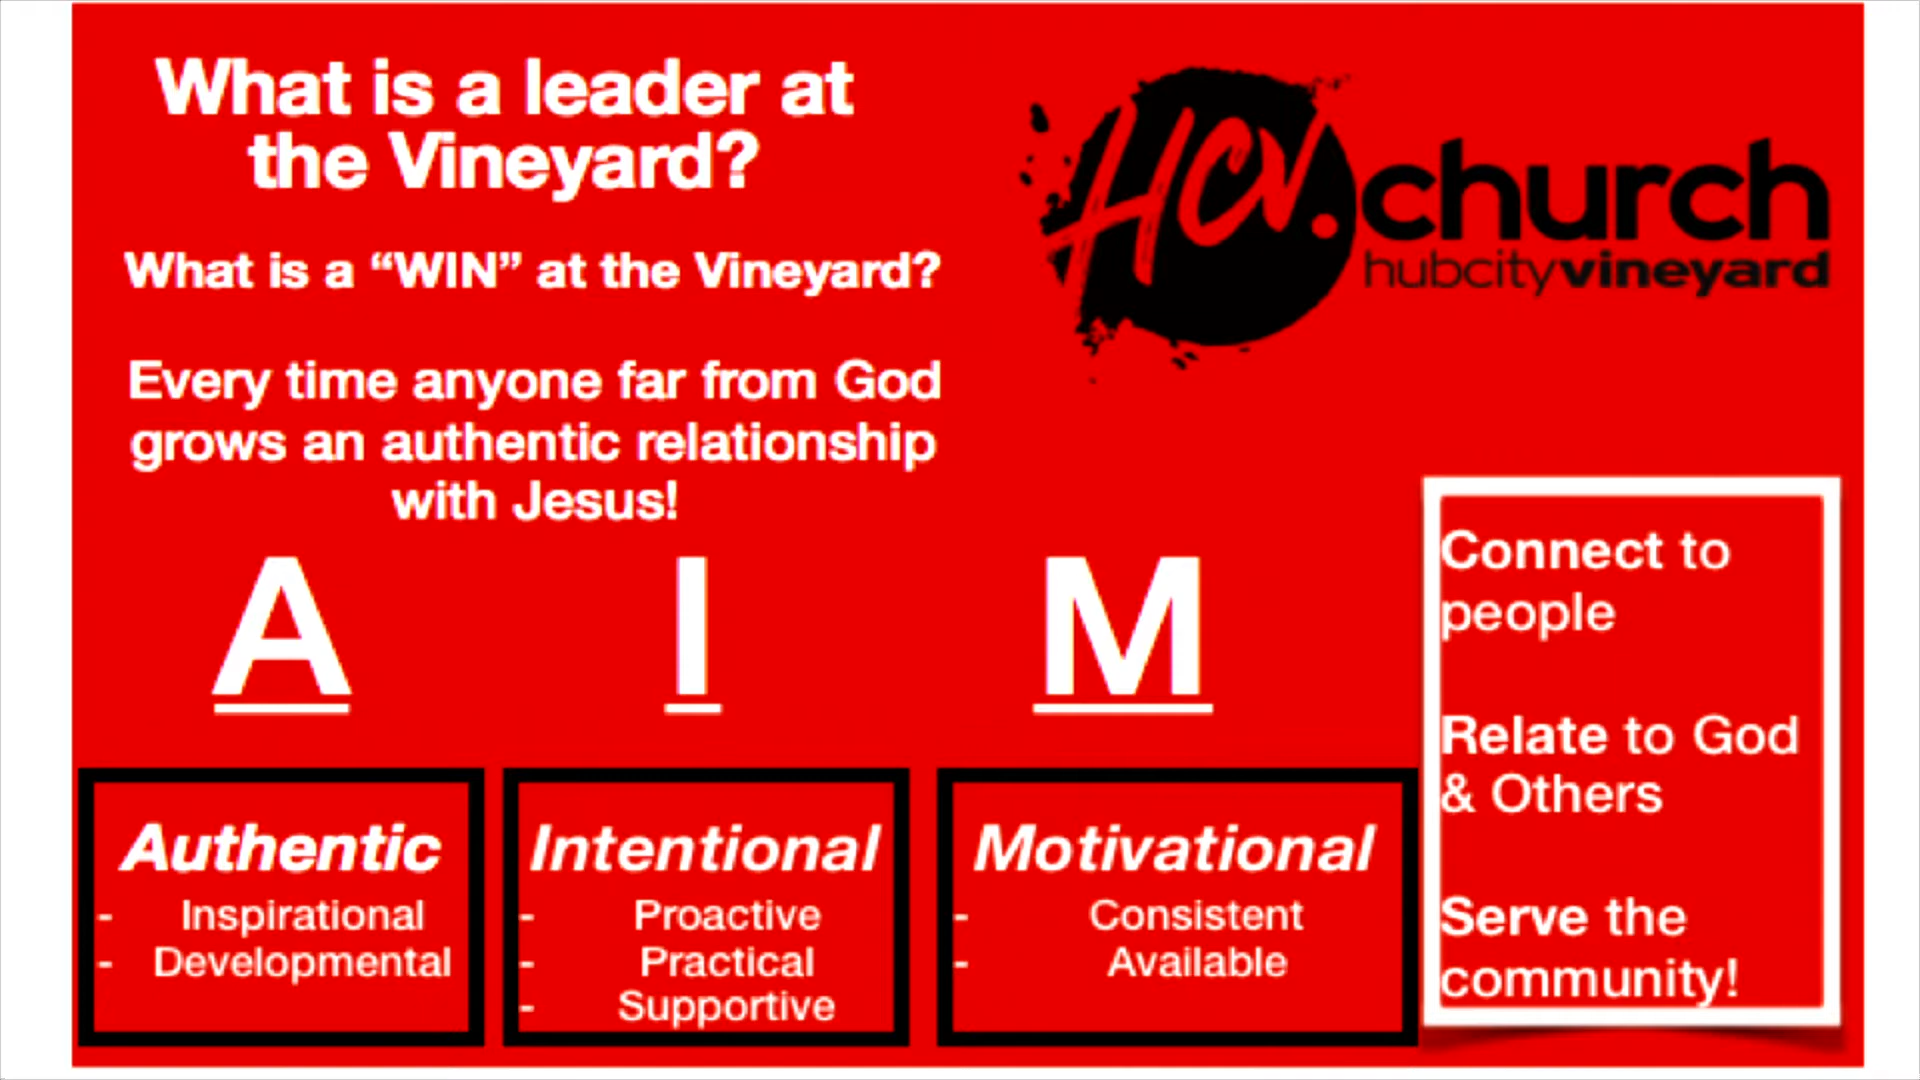 What is a leader at
the Vineyard?
What is a “WIN” at the Vineyard?
Every time anyone far from God
grows an authentic relationship
with Jesus!
HCV.church
hubcityvineyard
A
I
M
Authentic
- Inspirational
- Developmental
Intentional
- Proactive
- Practical
- Supportive
Motivational
- Consistent
- Available
Connect to
people
Relate to God
& Others
Serve the
community!